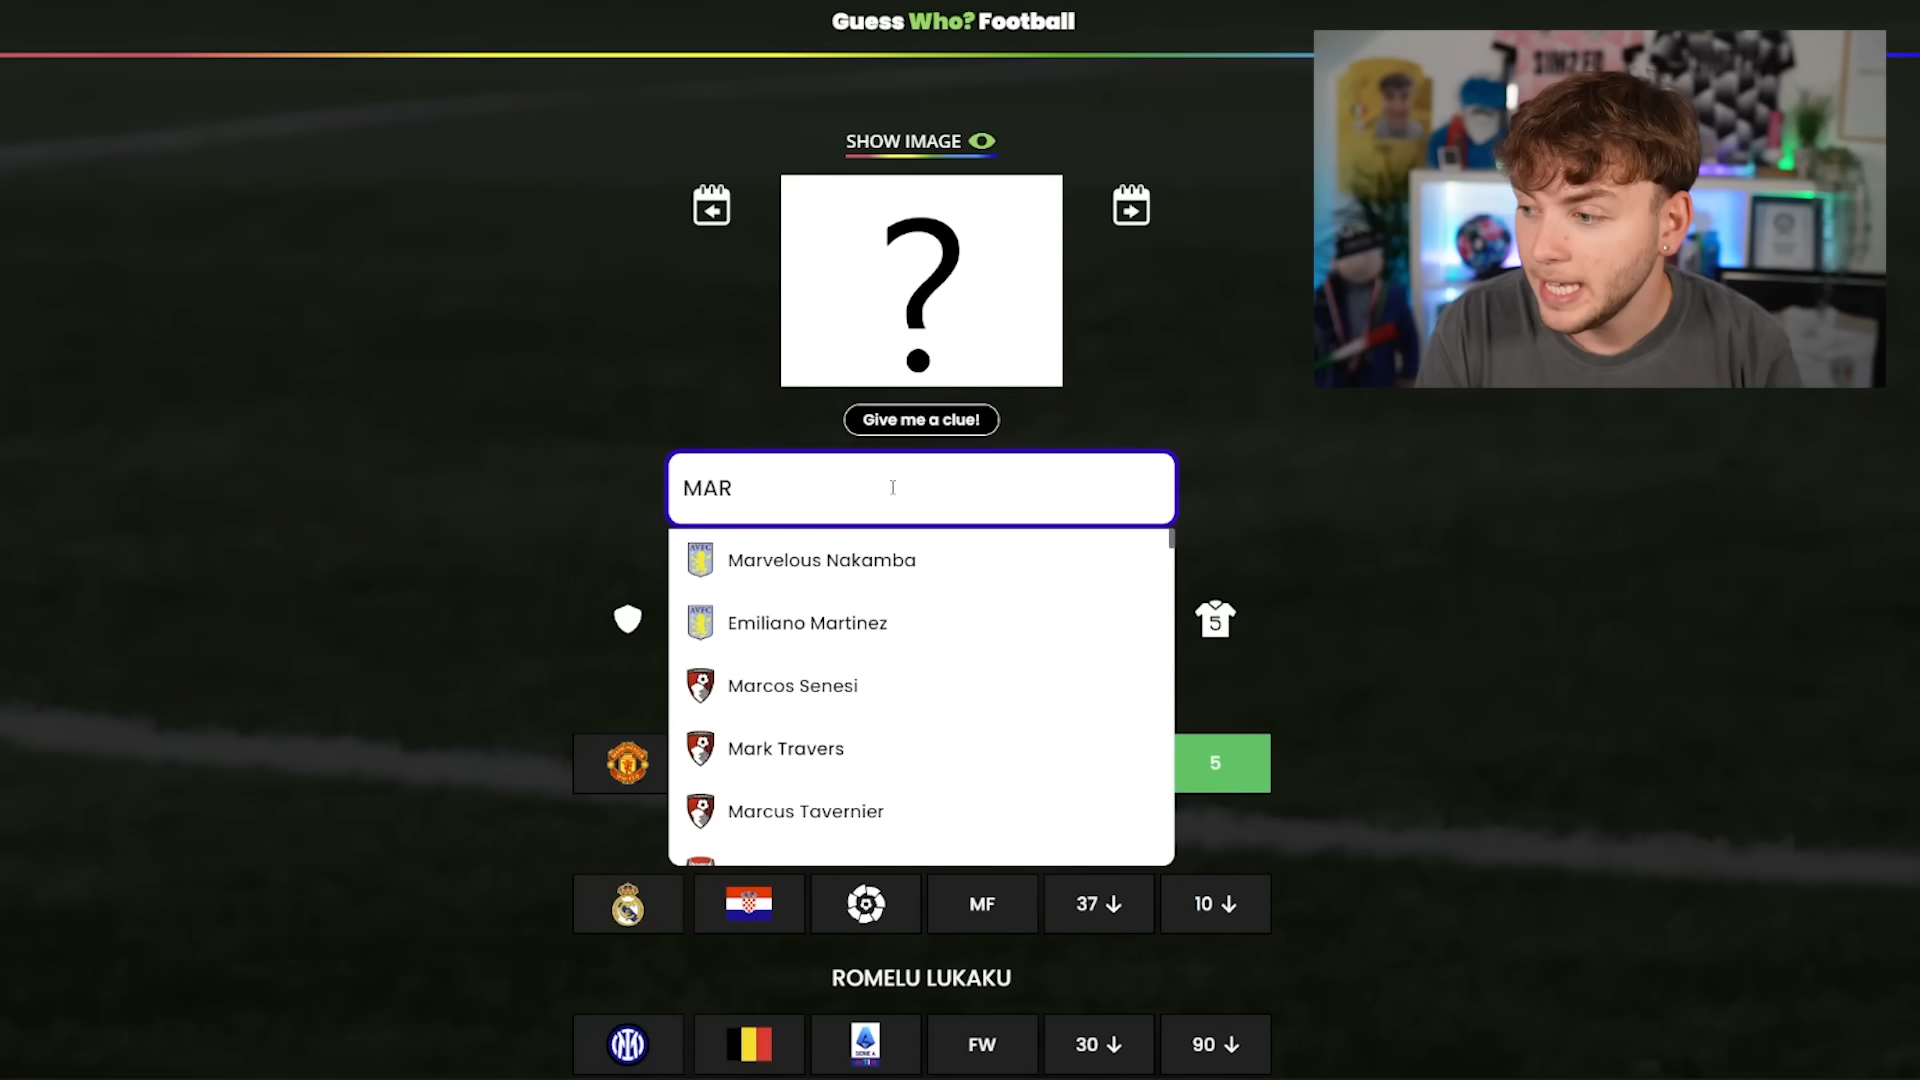 Guess Who? Football
SHOW IMAGE
?
Give me a clue!
MAR
Marvelous Nakamba
Emiliano Martinez
Marcos Senesi
Mark Travers
Marcus Tavernier
5
5
MF 37 ↓ 10 ↓
ROMELU LUKAKU
FW 30 ↓ 90 ↓